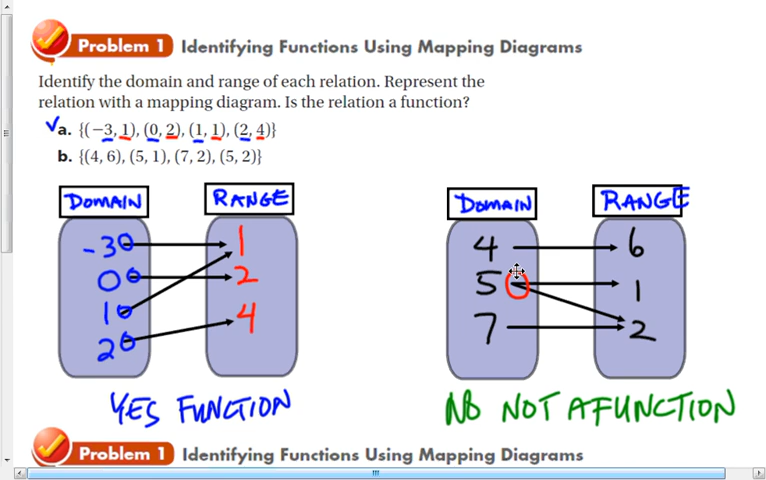 Problem 1 Identifying Functions Using Mapping Diagrams
Identify the domain and range of each relation. Represent the
relation with a mapping diagram. Is the relation a function?
a. {(−3, 1), (0, 2), (1, 1), (2, 4)}
b. {(4, 6), (5, 1), (7, 2), (5, 2)}
DOMAIN RANGE DOMAIN RANGE
-3 1 4 6
0 2 5 1
1 4 7 2
2
YES FUNCTION NO NOT A FUNCTION
Problem 1 Identifying Functions Using Mapping Diagrams